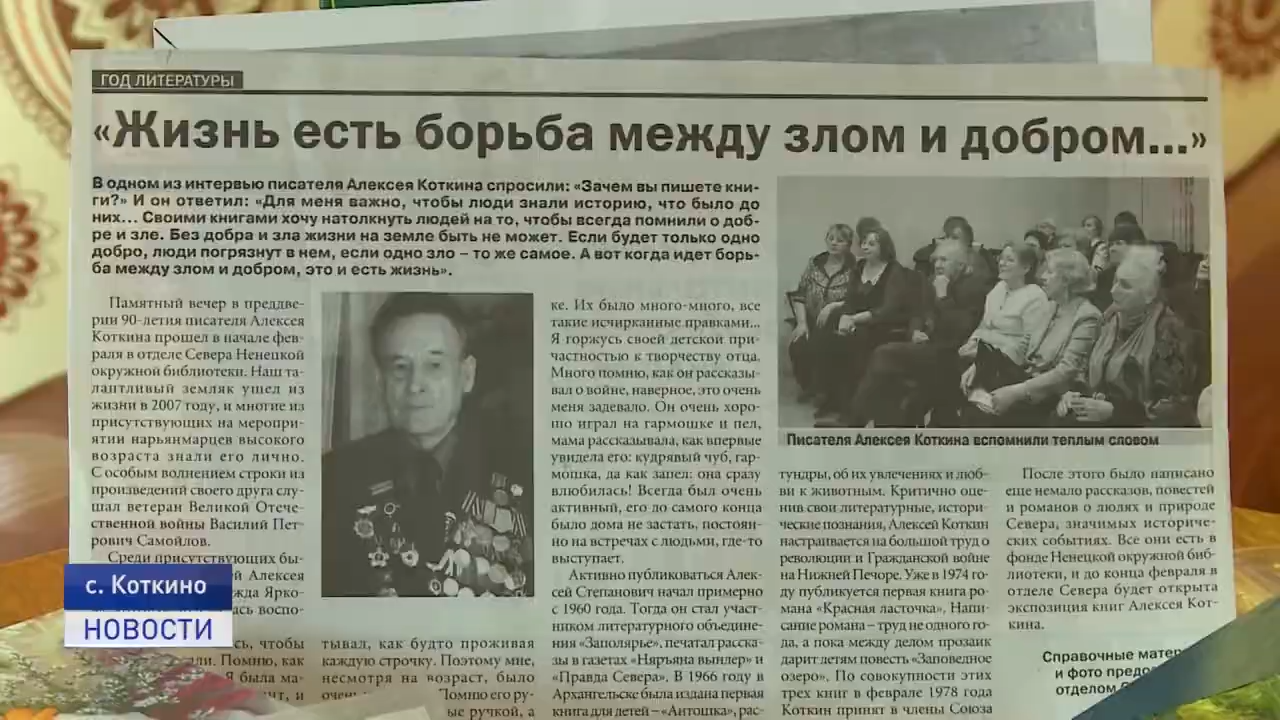 ГОД ЛИТЕРАТУРЫ
«Жизнь есть борьба между злом и добром...»
В одном из интервью писателя Алексея Коткина спросили: «Зачем вы пишете кни-
ги?» И он ответил: «Для меня важно, чтобы люди знали историю, что было до
них... Своими книгами хочу натолкнуть людей на то, чтобы всегда помнили о доб-
ре и зле. Без добра и зла жизни на земле быть не может. Если будет только одно
добро, люди погрязнут в нем, если одно зло – то же самое. А вот когда идет борь-
ба между злом и добром, это и есть жизнь».
Памятный вечер в преддве-
рии 90-летия писателя Алексея
Коткина прошел в начале фев-
раля в отделе Севера Ненецкой
окружной библиотеки. Наш та-
лантливый земляк ушел из
жизни в 2007 году, и многие из
присутствующих на меропри-
ятии нарьянмарцев высокого
возраста знали его лично.
С особым волнением строки из
произведений своего друга слу-
шал ветеран Великой Отече-
ственной войны Василий Пет-
рович Самойлов.
Среди присутствующих бы-
Алексея
Ярко-
воспо-
чтобы
Помню, как
Я была ма-
и
тывал, как будто проживая
каждую строчку. Поэтому мне,
несмотря на возраст, было
Помню его ру-
ые ручкой, а
ке. Их было много-много, все
такие исчирканные правками...
Я горжусь своей детской при-
частностью к творчеству отца.
Много помню, как он рассказы-
вал о войне, наверное, это очень
меня задевало. Он очень хоро-
шо играл на гармошке и пел,
мама рассказывала, как впервые
увидела его: кудрявый чуб, гар-
мошка, да как запел: она сразу
влюбилась! Всегда был очень
активный, его до самого конца
было дома не застать, постоян-
но на встречах с людьми, где-то
выступает.
Активно публиковаться Алек-
сей Степанович начал примерно
с 1960 года. Тогда он стал участ-
ником литературного объедине-
ния «Заполярье», печатал расска-
зы в газетах «Няръяна вындер» и
«Правда Севера». В 1966 году в
Архангельске была издана первая
книга для детей – «Антошка», рас-
Писателя Алексея Коткина вспомнили теплым словом
тундры, об их увлечениях и люб-
ви к животным. Критично оце-
нив свои литературные, истори-
ческие познания, Алексей Коткин
настраивается на большой труд о
революции и Гражданской войне
на Нижней Печоре. Уже в 1974 го-
ду публикуется первая книга ро-
мана «Красная ласточка». Напи-
сание романа – труд не одного го-
да, а пока между делом прозаик
дарит детям повесть «Заповедное
озеро». По совокупности этих
трех книг в феврале 1978 года
Коткин принят в члены Союза
После этого было написано
еще немало рассказов, повестей
и романов о людях и природе
Севера, значимых историче-
ских событиях. Все они есть в
фонде Ненецкой окружной биб-
лиотеки, и до конца февраля в
отделе Севера будет открыта
экспозиция книг Алексея Кот-
кина.
Справочные
и фото
отделом
с. Коткино
НОВОСТИ